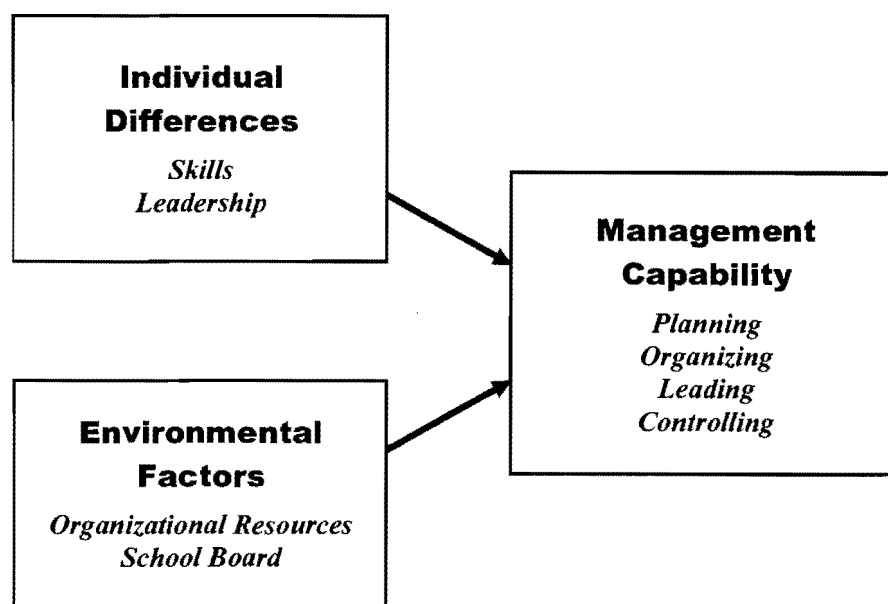 Individual
Differences
Skills
Leadership
Environmental
Factors
Organizational Resources
School Board
Management
Capability
Planning
Organizing
Leading
Controlling